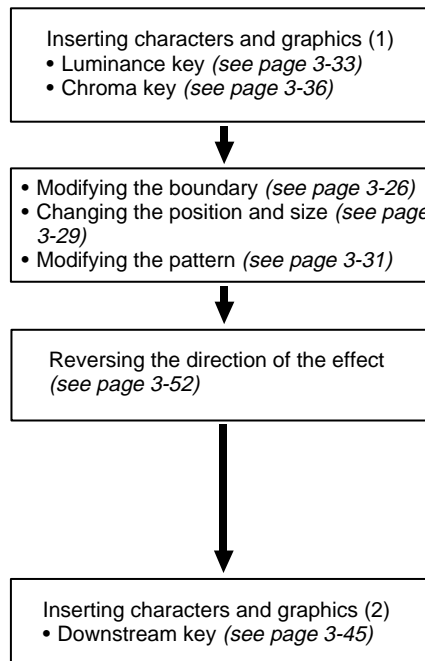 Inserting characters and graphics (1)
• Luminance key (see page 3-33)
• Chroma key (see page 3-36)
• Modifying the boundary (see page 3-26)
• Changing the position and size (see page
3-29)
• Modifying the pattern (see page 3-31)
Reversing the direction of the effect
(see page 3-52)
Inserting characters and graphics (2)
• Downstream key (see page 3-45)